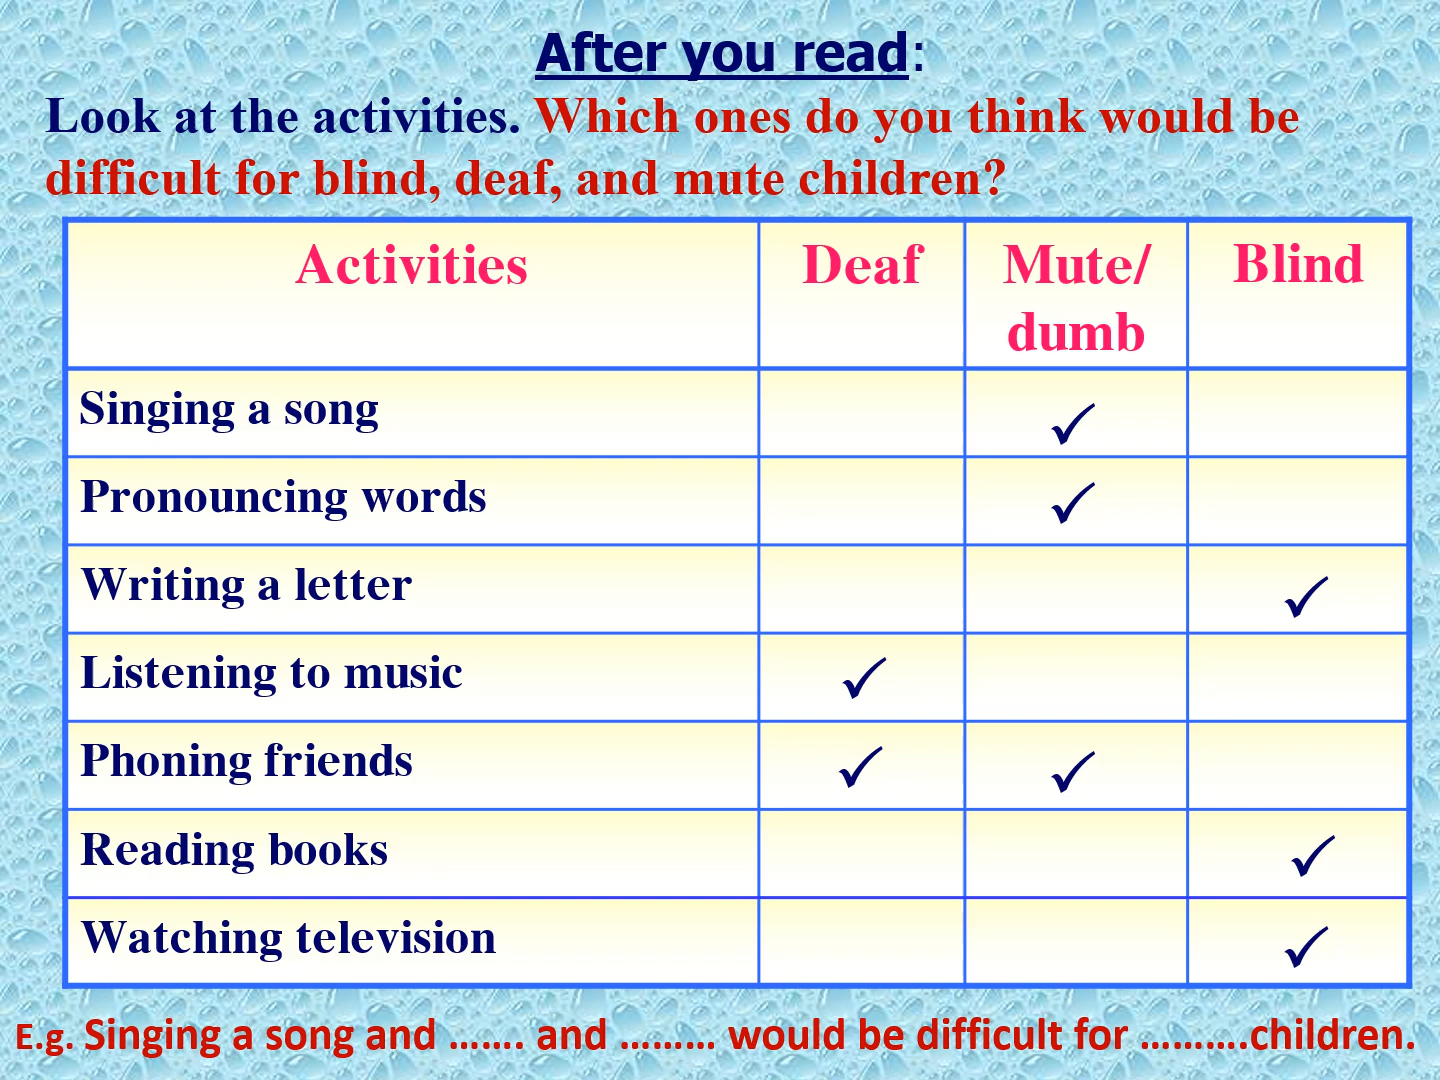 After you read:
Look at the activities. Which ones do you think would be
difficult for blind, deaf, and mute children?
Activities Deaf Mute/ Blind
dumb
Singing a song ✓
Pronouncing words ✓
Writing a letter ✓
Listening to music ✓
Phoning friends ✓ ✓
Reading books ✓
Watching television ✓
E.g. Singing a song and ……. and ……… would be difficult for ……….children.